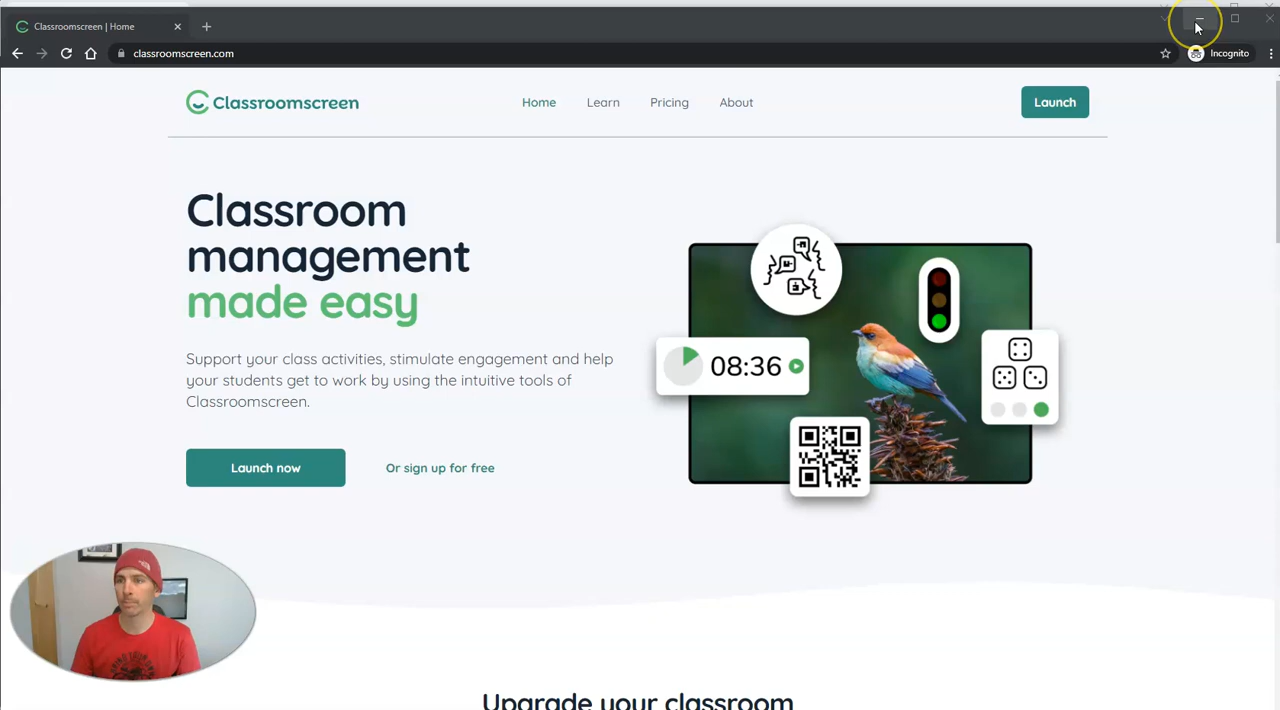 Classroomscreen | Home
classroomscreen.com
Incognito
Classroomscreen
Home Learn Pricing About
Launch
Classroom
management
made easy
Support your class activities, stimulate engagement and help
your students get to work by using the intuitive tools of
Classroomscreen.
Launch now
Or sign up for free
08:36
Upgrade your classroom